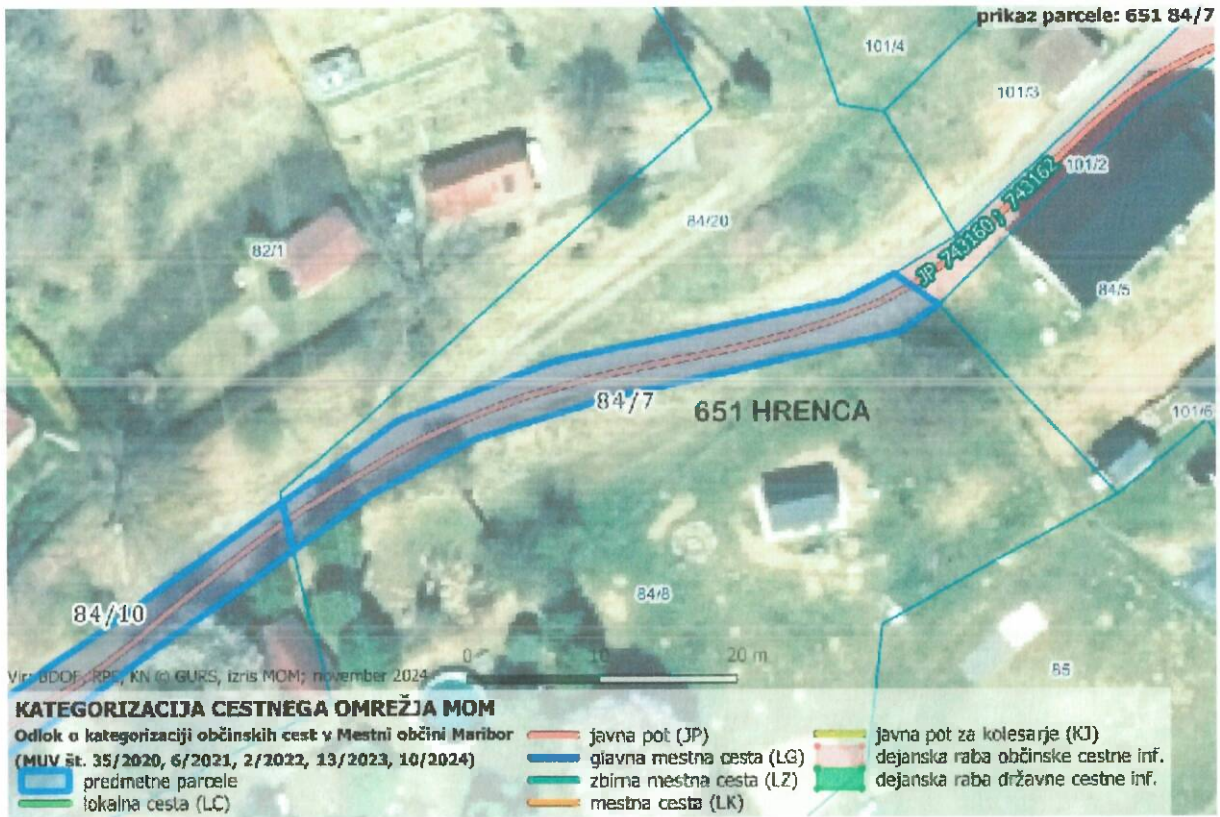 prikaz parcele: 651 84/7
101/4
101/3
101/2
84/20
82/1
JP 743160 ; 743162
84/5
84/7
651 HRENCA
101/6
84/8
84/10
85
0 10 20 m
Vir: DOF, RPE, KN © GURS, izris MOM; november 2024
KATEGORIZACIJA CESTNEGA OMREŽJA MOM
Odlok o kategorizaciji občinskih cest v Mestni občini Maribor
(MUV št. 35/2020, 6/2021, 2/2022, 13/2023, 10/2024)
predmetne parcele
lokalna cesta (LC)
javna pot (JP)
glavna mestna cesta (LG)
zbirna mestna cesta (LZ)
mestna cesta (LK)
javna pot za kolesarje (KJ)
dejanska raba občinske cestne inf.
dejanska raba državne cestne inf.